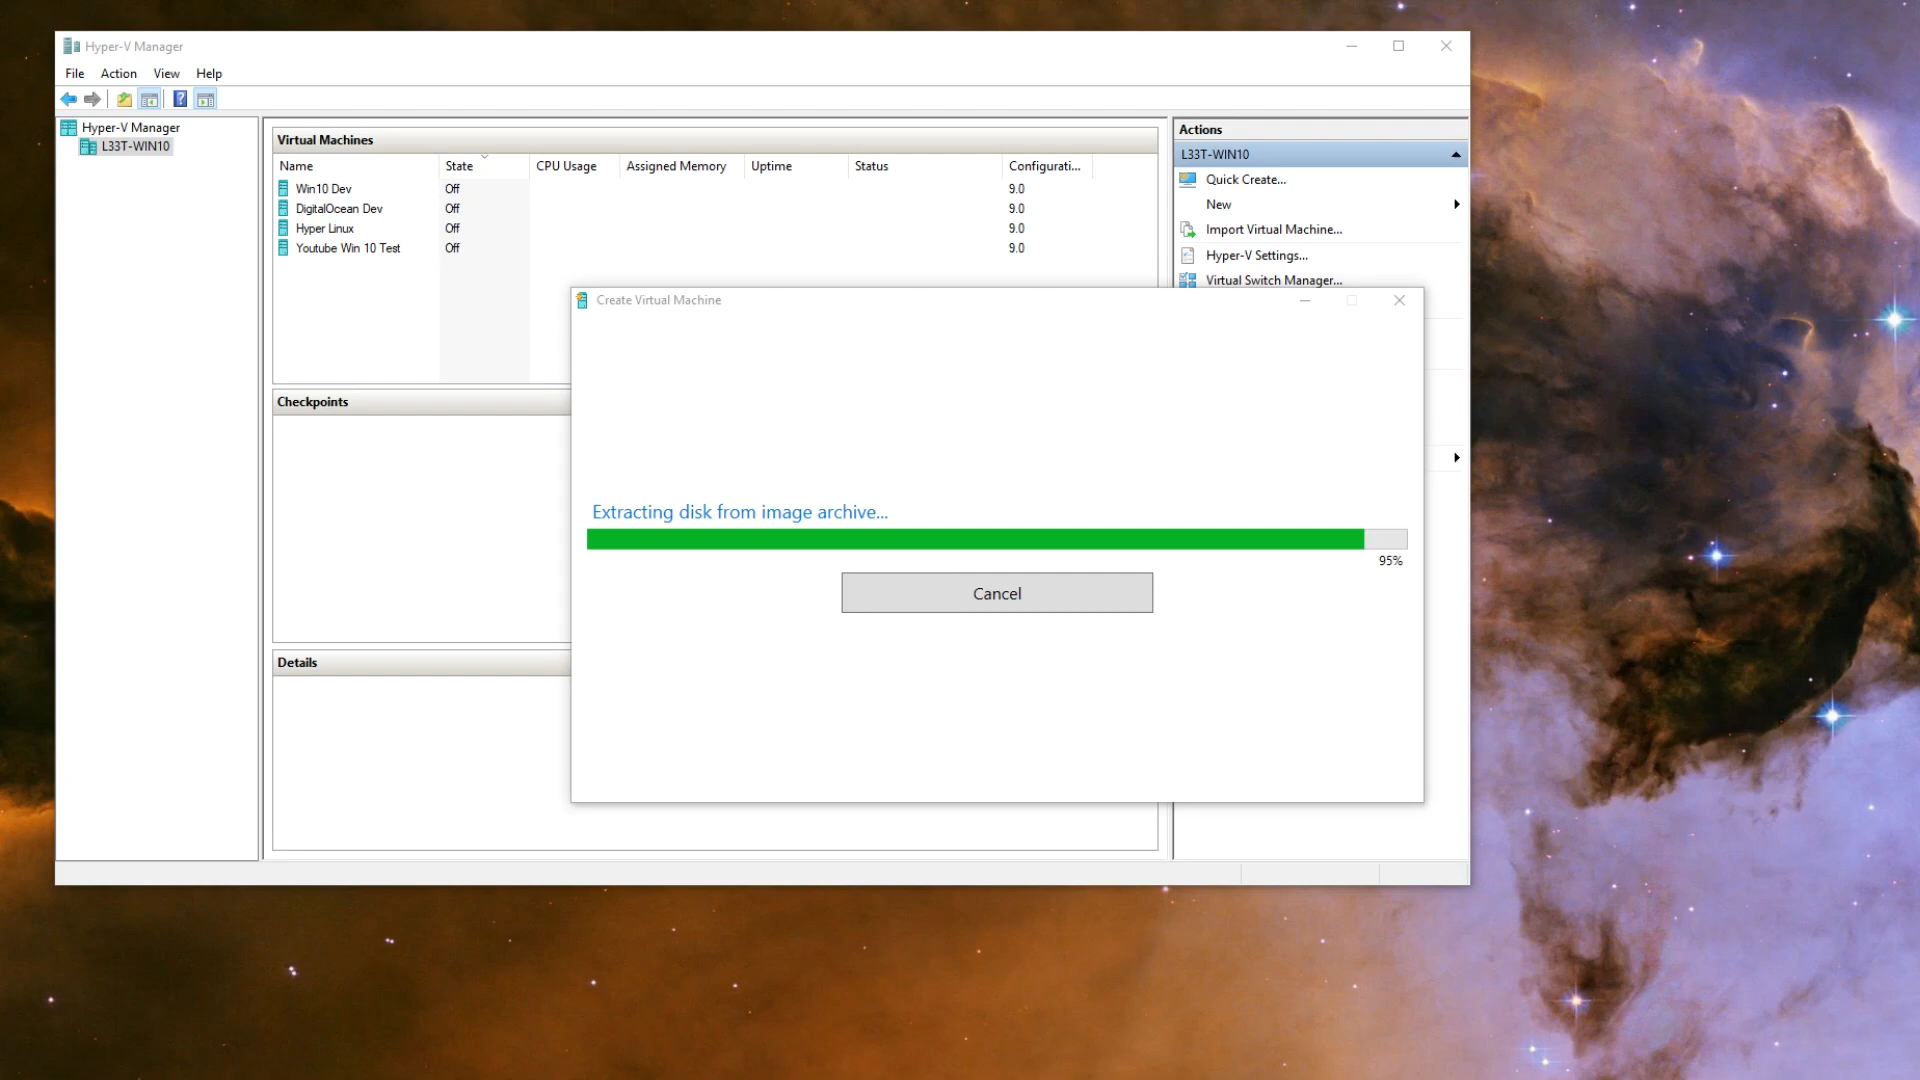 Hyper-V Manager
File Action View Help
Hyper-V Manager
L33T-WIN10
Virtual Machines
Name State CPU Usage Assigned Memory Uptime Status Configurati...
Win10 Dev Off 9.0
DigitalOcean Dev Off 9.0
Hyper Linux Off 9.0
Youtube Win 10 Test Off 9.0
Checkpoints
Details
Actions
L33T-WIN10
Quick Create...
New
Import Virtual Machine...
Hyper-V Settings...
Virtual Switch Manager...
Create Virtual Machine
Extracting disk from image archive...
95%
Cancel